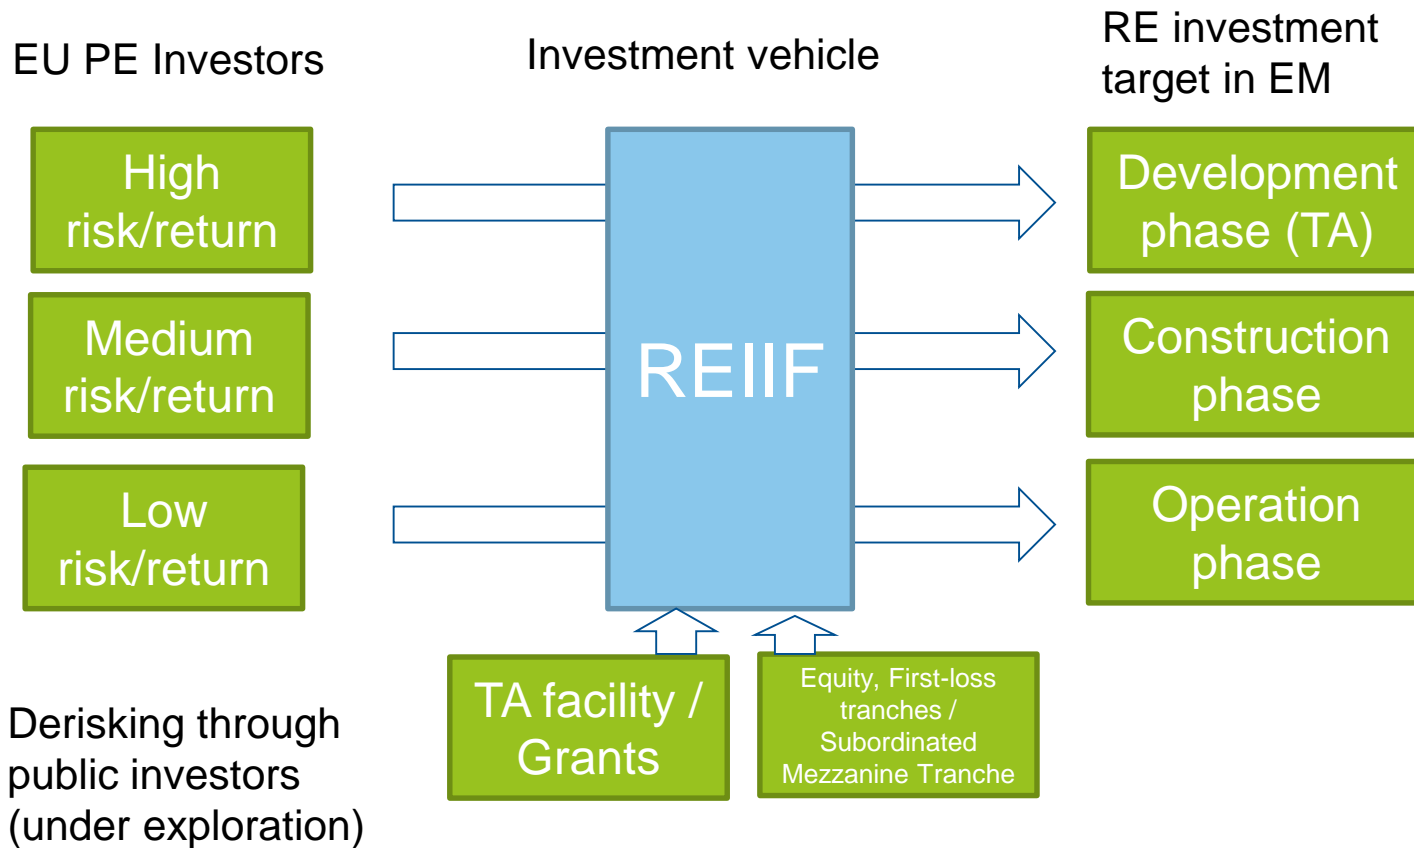 EU PE Investors
Investment vehicle
RE investment
target in EM
High
risk/return
Medium
risk/return
Low
risk/return
REIIF
Development
phase (TA)
Construction
phase
Operation
phase
Derisking through
public investors
(under exploration)
TA facility /
Grants
Equity, First-loss
tranches /
Subordinated
Mezzanine Tranche